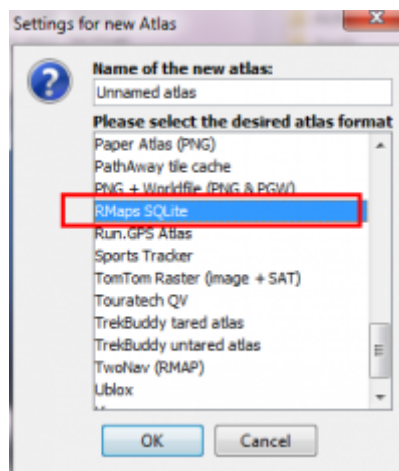 Settings for new Atlas
Name of the new atlas:
Unnamed atlas
Please select the desired atlas format
Paper Atlas (PNG)
PathAway tile cache
PNG + Worldfile (PNG & PGW)
RMaps SQLite
Run.GPS Atlas
Sports Tracker
TomTom Raster (image + SAT)
Touratech QV
TrekBuddy tared atlas
TrekBuddy untared atlas
TwoNav (RMAP)
Ublox
OK Cancel